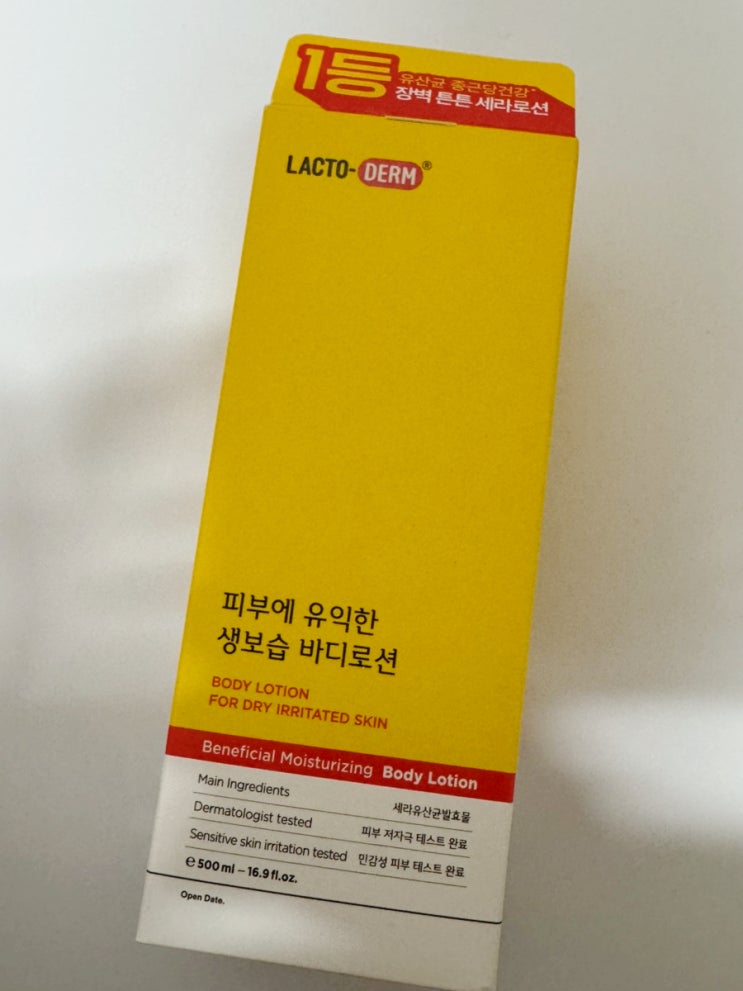 1등 유산균 종근당건강*
장벽 튼튼 세라로션
LACTO-DERM®
피부에 유익한
생보습 바디로션
BODY LOTION
FOR DRY IRRITATED SKIN
Beneficial Moisturizing Body Lotion
Main Ingredients 세라유산균발효물
Dermatologist tested 피부 저자극 테스트 완료
Sensitive skin irritation tested 민감성 피부 테스트 완료
℮ 500 ml – 16.9 fl.oz.
Open Date.